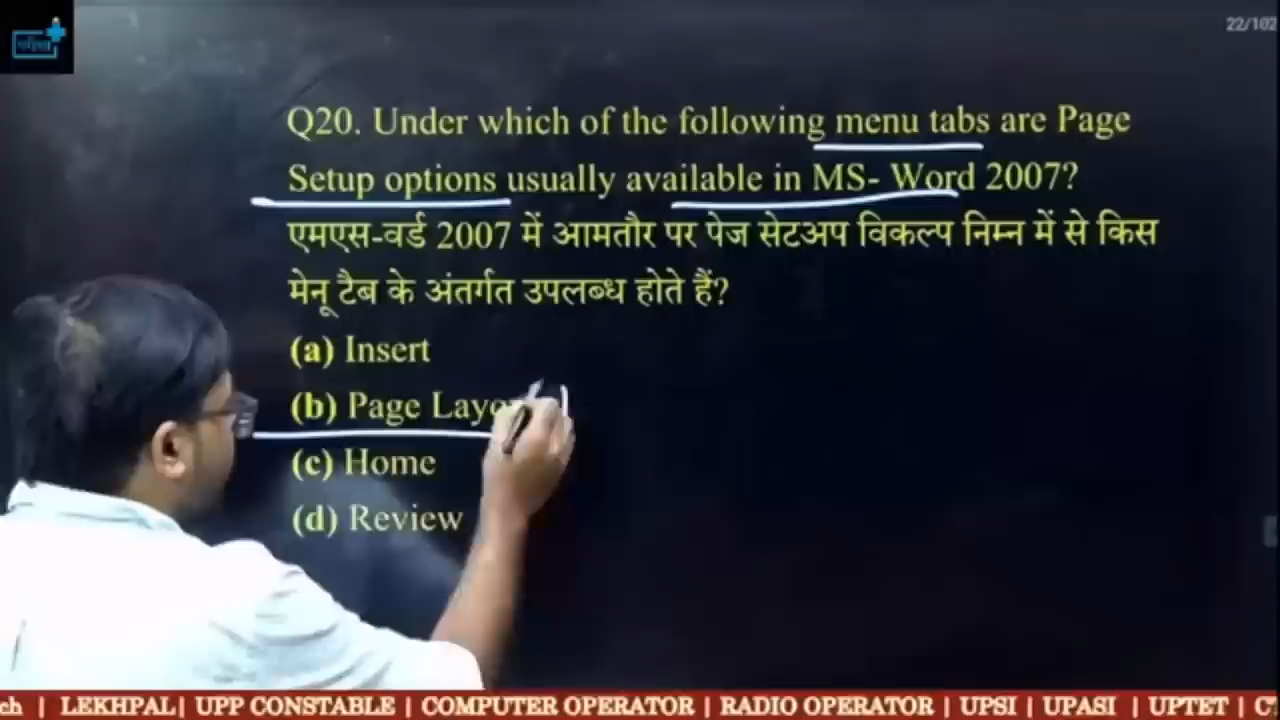 22/102
Q20. Under which of the following menu tabs are Page
Setup options usually available in MS- Word 2007?
एमएस-वर्ड 2007 में आमतौर पर पेज सेटअप विकल्प निम्न में से किस
मेनू टैब के अंतर्गत उपलब्ध होते हैं?
(a) Insert
(b) Page
(c) Home
(d) Review
| LEKHPAL| UPP CONSTABLE | COMPUTER OPERATOR | RADIO OPERATOR | UPSI | UPASI | UPTET |